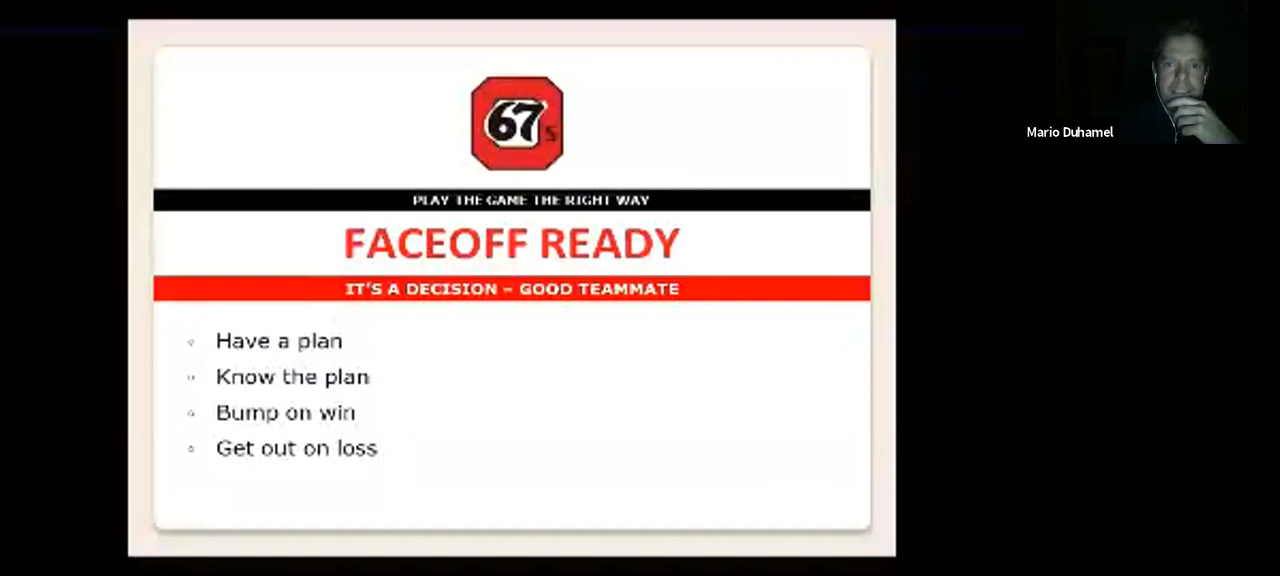 67's
PLAY THE GAME THE RIGHT WAY
FACEOFF READY
IT'S A DECISION – GOOD TEAMMATE
Have a plan
Know the plan
Bump on win
Get out on loss
Mario Duhamel